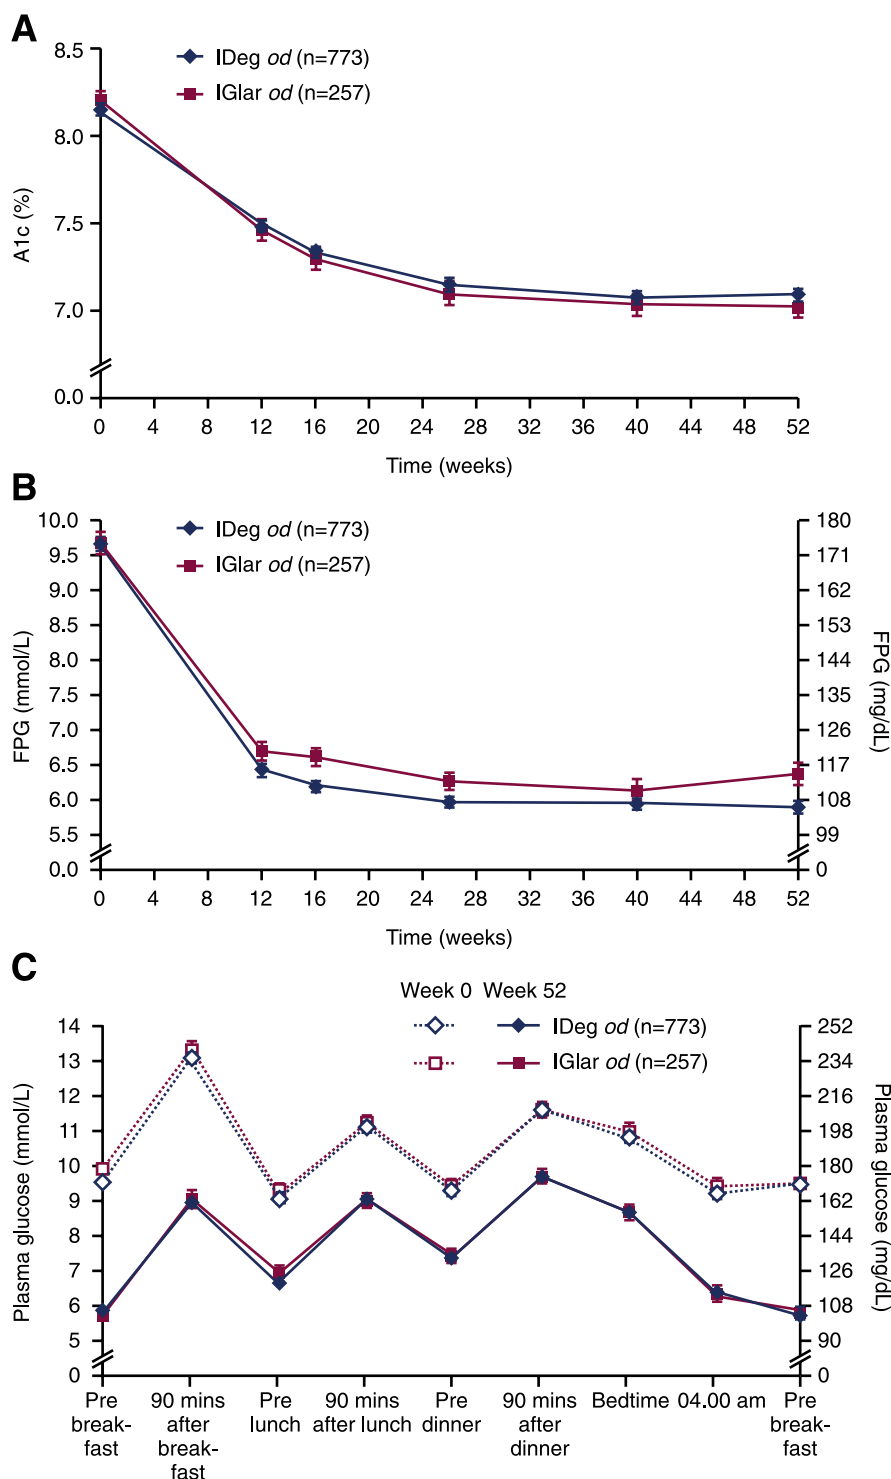 A
8.5
8.0
7.5
7.0
0.0
A1c (%)
IDeg od (n=773)
IGlar od (n=257)
0 4 8 12 16 20 24 28 32 36 40 44 48 52
Time (weeks)
B
10.0
9.5
9.0
8.5
8.0
7.5
7.0
6.5
6.0
5.5
0.0
FPG (mmol/L)
IDeg od (n=773)
IGlar od (n=257)
180
171
162
153
144
135
126
117
108
99
0
FPG (mg/dL)
0 4 8 12 16 20 24 28 32 36 40 44 48 52
Time (weeks)
C
Week 0 Week 52
IDeg od (n=773)
IGlar od (n=257)
14
13
12
11
10
9
8
7
6
5
0
Plasma glucose (mmol/L)
252
234
216
198
180
162
144
126
108
90
0
Plasma glucose
(mg/dL)
Pre
break-
fast
90 mins
after
break-
fast
Pre
lunch
90 mins
after lunch
Pre
dinner
90 mins
after
dinner
Bedtime
04.00 am
Pre
break-
fast